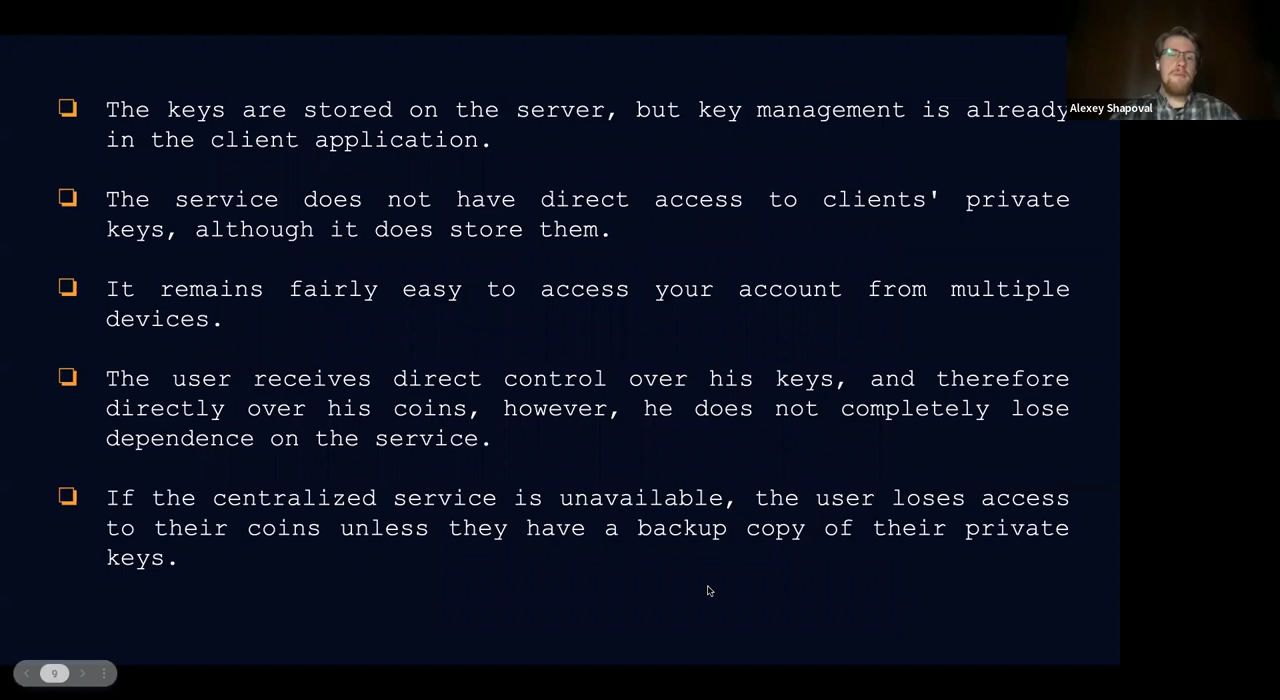 The keys are stored on the server, but key management is already
in the client application.
The service does not have direct access to clients' private
keys, although it does store them.
It remains fairly easy to access your account from multiple
devices.
The user receives direct control over his keys, and therefore
directly over his coins, however, he does not completely lose
dependence on the service.
If the centralized service is unavailable, the user loses access
to their coins unless they have a backup copy of their private
keys.
Alexey Shapoval
9